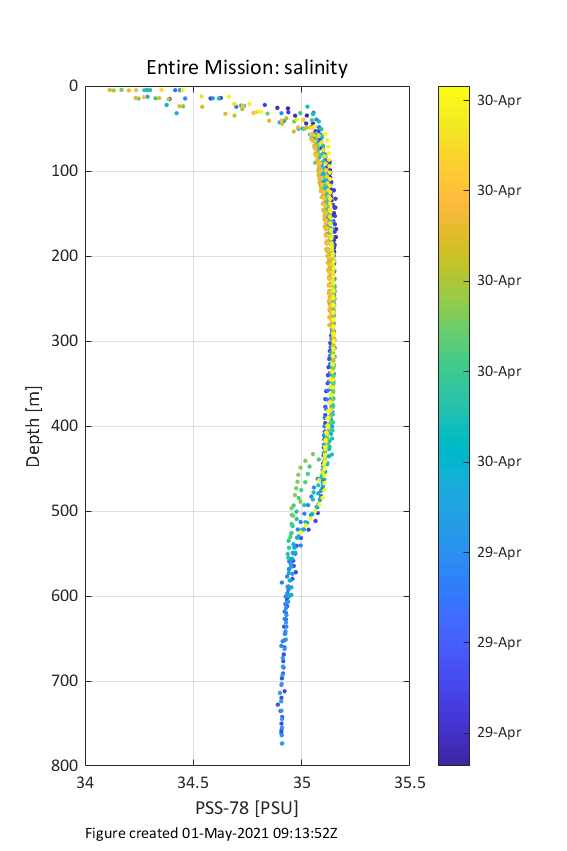 Entire Mission: salinity
0
100
200
300
400
500
600
700
800
Depth [m]
34
34.5
35
35.5
PSS-78 [PSU]
30-Apr
30-Apr
30-Apr
30-Apr
30-Apr
29-Apr
29-Apr
29-Apr
Figure created 01-May-2021 09:13:52Z